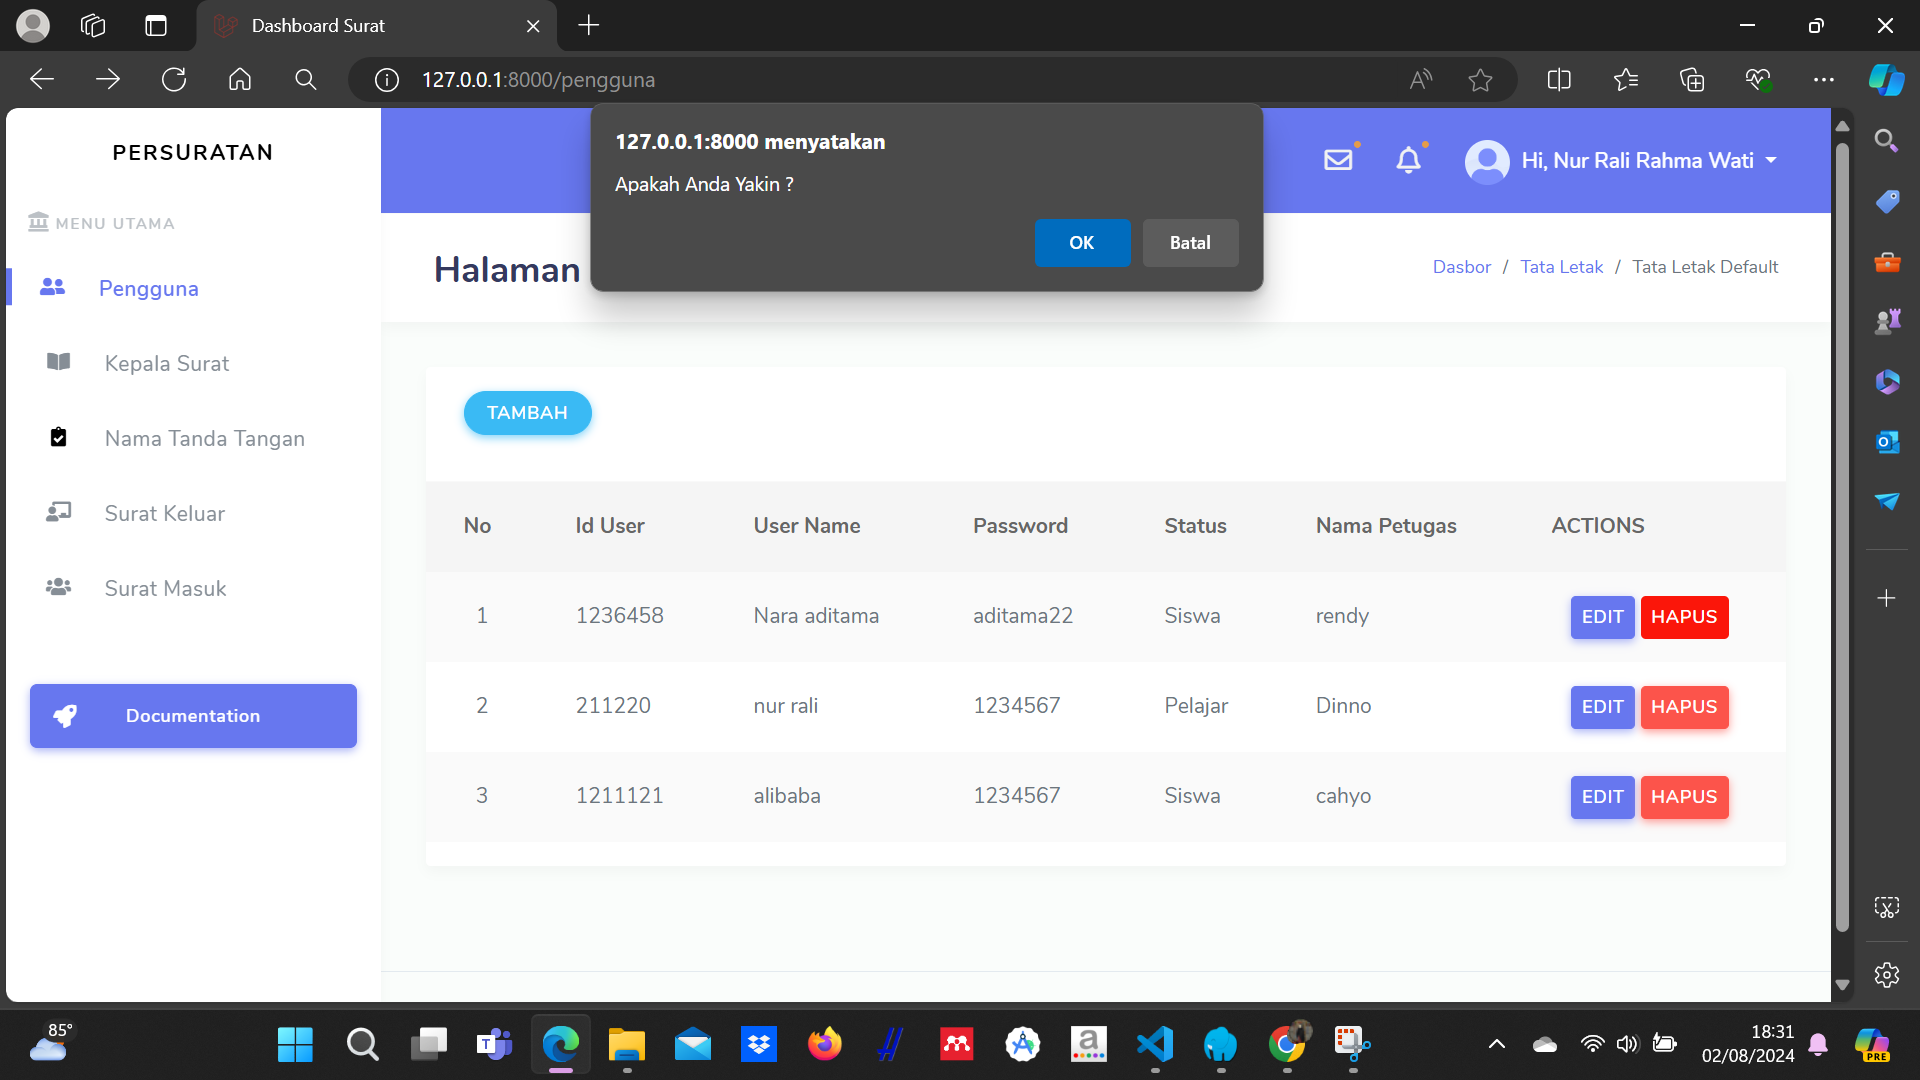 Dashboard Surat
127.0.0.1:8000/pengguna
127.0.0.1:8000 menyatakan
Apakah Anda Yakin ?
OK
Batal
PERSURATAN
Hi, Nur Rali Rahma Wati
MENU UTAMA
Pengguna
Kepala Surat
Nama Tanda Tangan
Surat Keluar
Surat Masuk
Documentation
Halaman
Dasbor / Tata Letak / Tata Letak Default
TAMBAH
No Id User User Name Password Status Nama Petugas ACTIONS
1 1236458 Nara aditama aditama22 Siswa rendy EDIT HAPUS
2 211220 nur rali 1234567 Pelajar Dinno EDIT HAPUS
3 1211121 alibaba 1234567 Siswa cahyo EDIT HAPUS
85°
18:31
02/08/2024
PRE